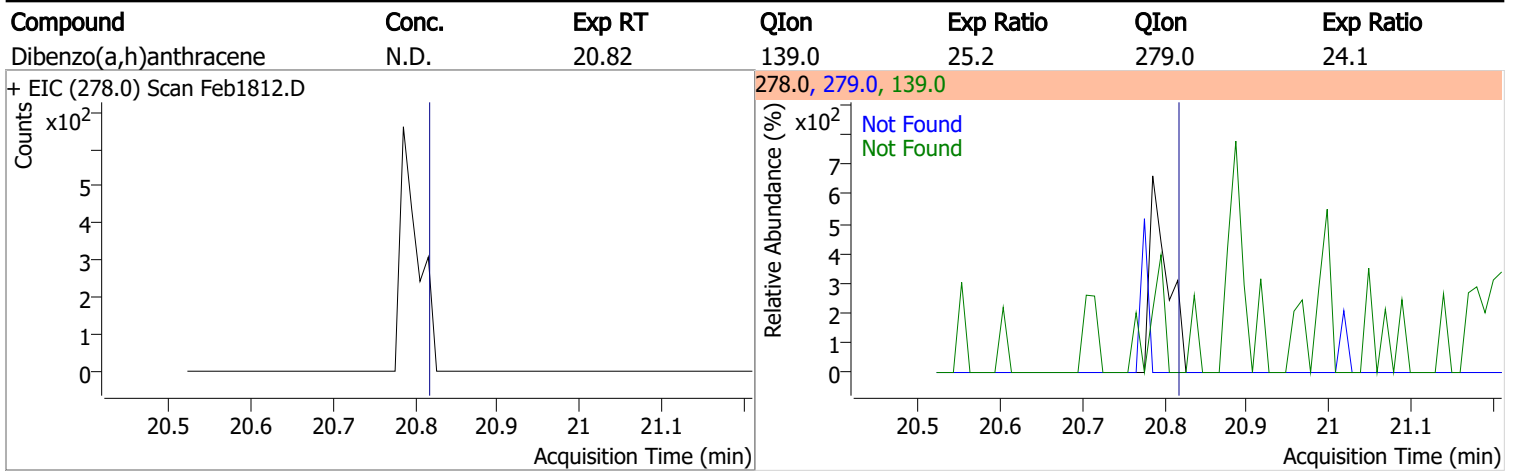 Compound Conc. Exp RT QIon Exp Ratio QIon Exp Ratio
Dibenzo(a,h)anthracene N.D. 20.82 139.0 25.2 279.0 24.1
+ EIC (278.0) Scan Feb1812.D
Counts
x10²
5
4
3
2
1
0
20.5 20.6 20.7 20.8 20.9 21 21.1
Acquisition Time (min)
278.0, 279.0, 139.0
Relative Abundance (%)
x10²
Not Found
Not Found
7
6
5
4
3
2
1
0
20.5 20.6 20.7 20.8 20.9 21 21.1
Acquisition Time (min)